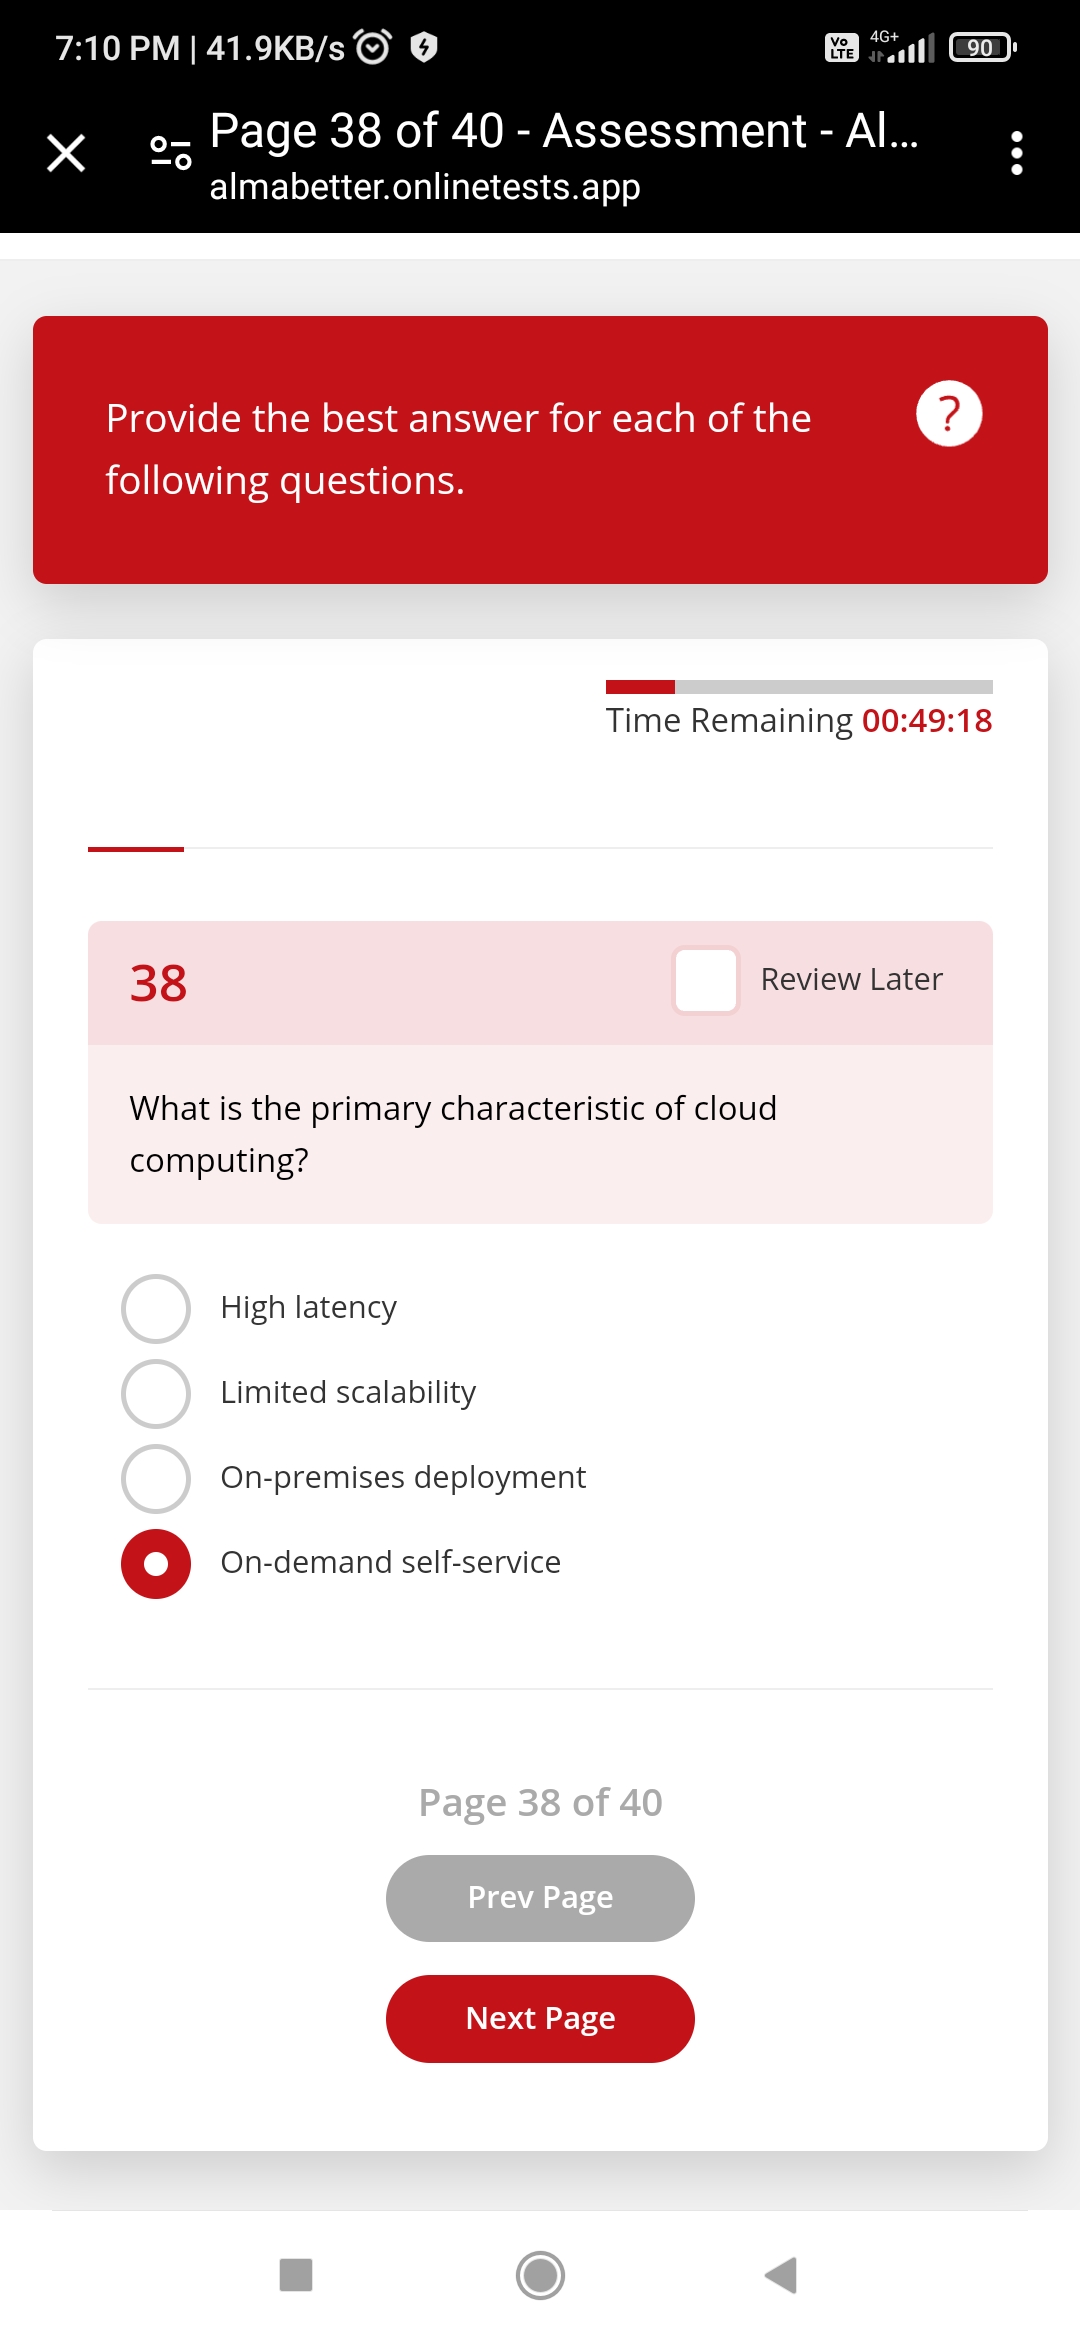 7:10 PM | 41.9KB/s
Vo LTE 4G+ 90
Page 38 of 40 - Assessment - Al...
almabetter.onlinetests.app
Provide the best answer for each of the
following questions.
?
Time Remaining 00:49:18
38
Review Later
What is the primary characteristic of cloud
computing?
High latency
Limited scalability
On-premises deployment
On-demand self-service
Page 38 of 40
Prev Page
Next Page